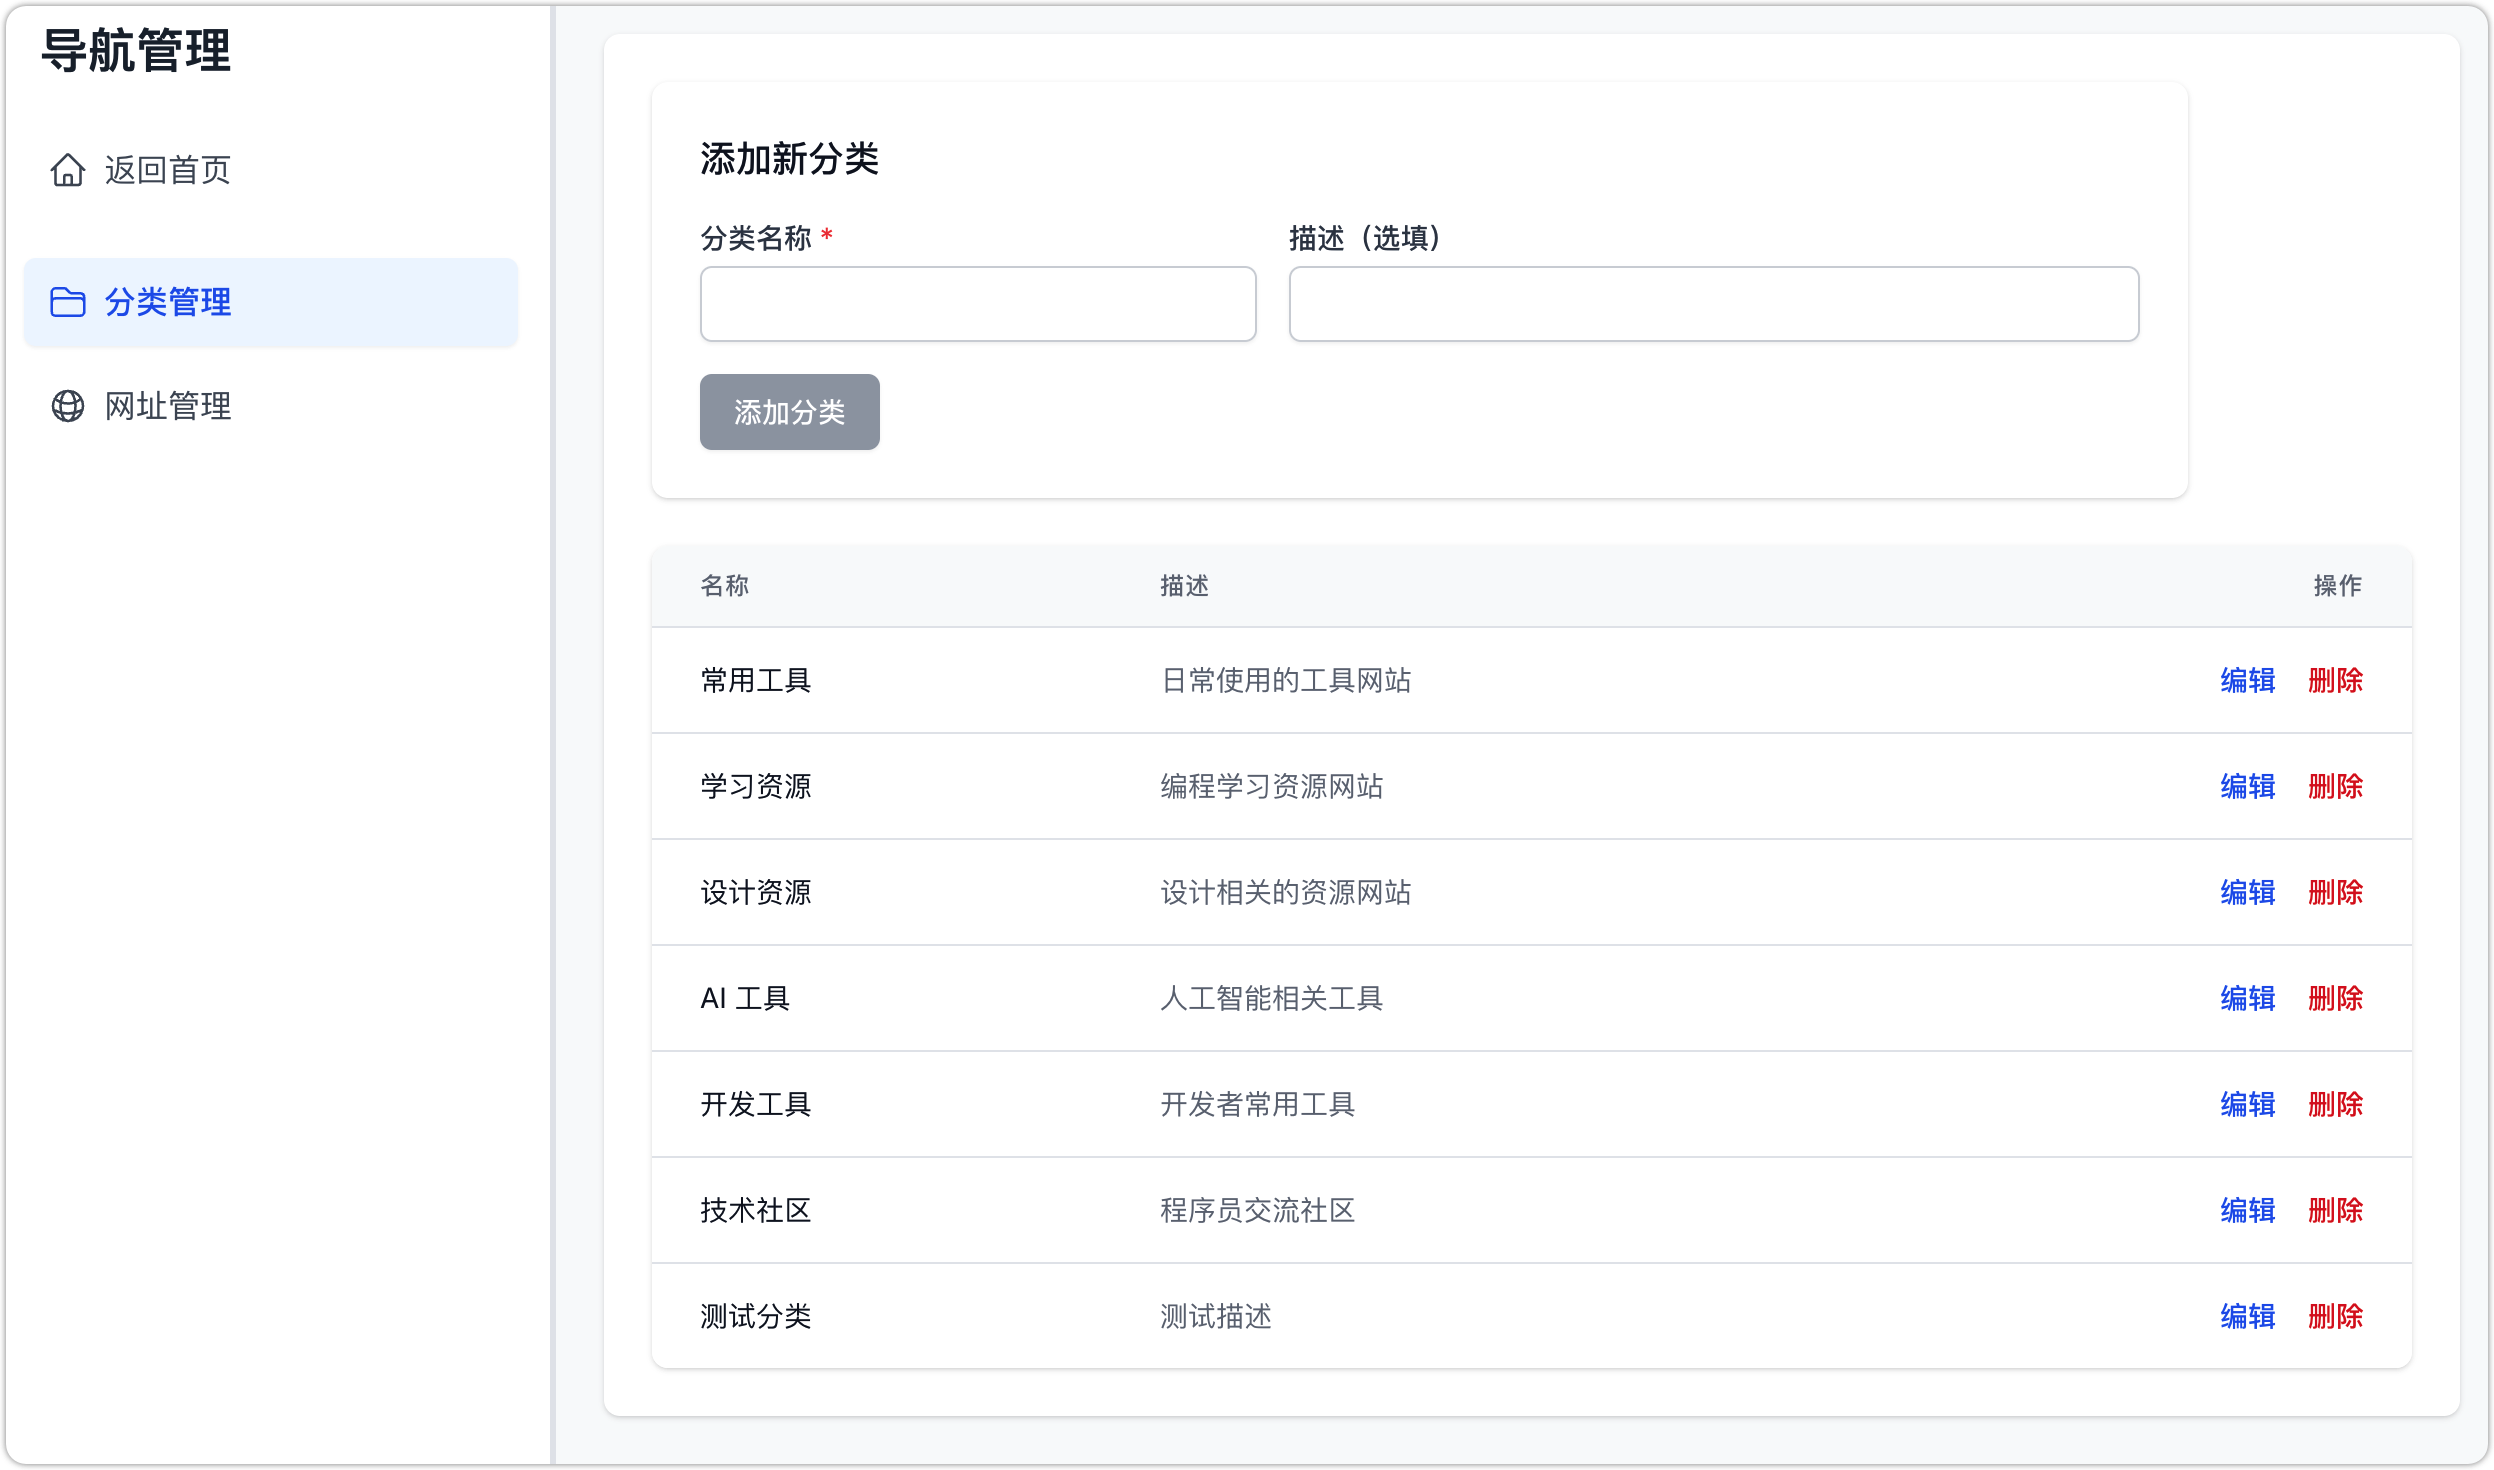 导航管理
返回首页
分类管理
网址管理
添加新分类
分类名称 *
描述（选填）
添加分类
名称 描述 操作
常用工具 日常使用的工具网站 编辑 删除
学习资源 编程学习资源网站 编辑 删除
设计资源 设计相关的资源网站 编辑 删除
AI 工具 人工智能相关工具 编辑 删除
开发工具 开发者常用工具 编辑 删除
技术社区 程序员交流社区 编辑 删除
测试分类 测试描述 编辑 删除